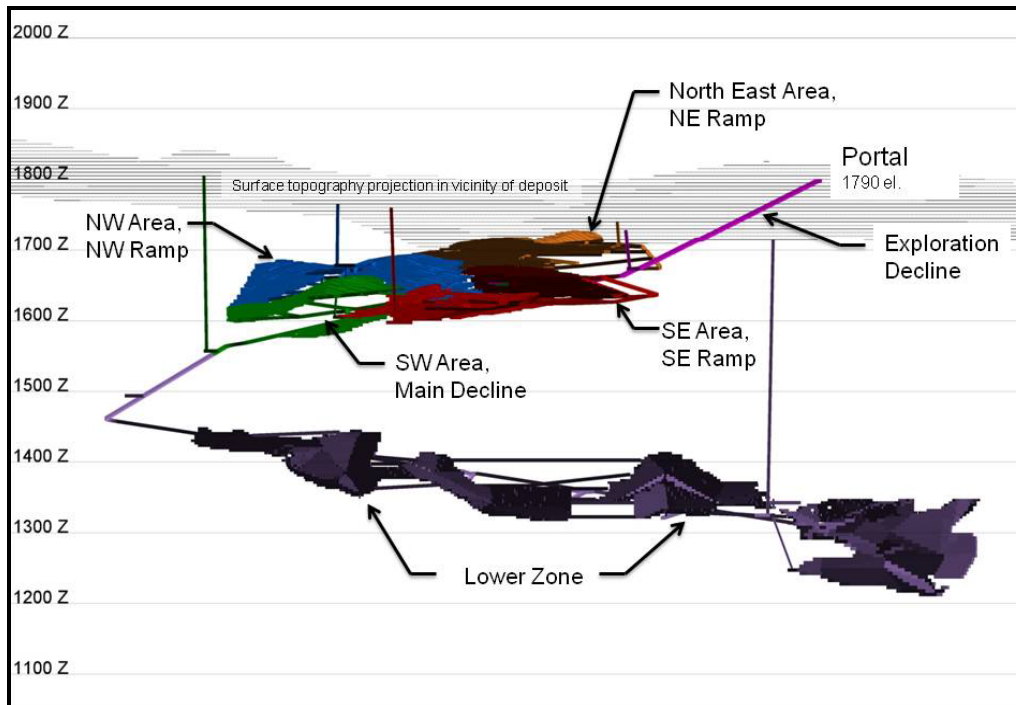 2000 Z
1900 Z
North East Area,
NE Ramp
1800 Z
Portal
1790 el.
Surface topography projection in vicinity of deposit
NW Area,
NW Ramp
1700 Z
Exploration
Decline
1600 Z
SE Area,
SE Ramp
SW Area,
Main Decline
1500 Z
1400 Z
1300 Z
Lower Zone
1200 Z
1100 Z